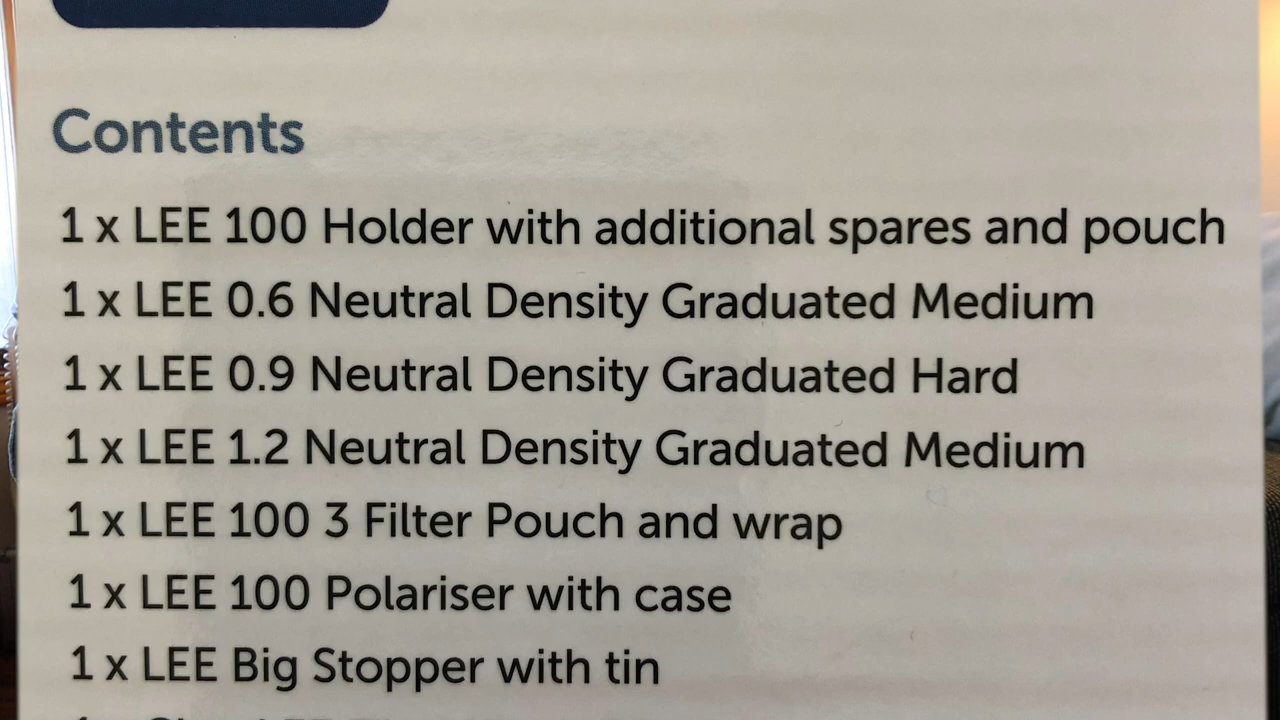 Contents
1 x LEE 100 Holder with additional spares and pouch
1 x LEE 0.6 Neutral Density Graduated Medium
1 x LEE 0.9 Neutral Density Graduated Hard
1 x LEE 1.2 Neutral Density Graduated Medium
1 x LEE 100 3 Filter Pouch and wrap
1 x LEE 100 Polariser with case
1 x LEE Big Stopper with tin